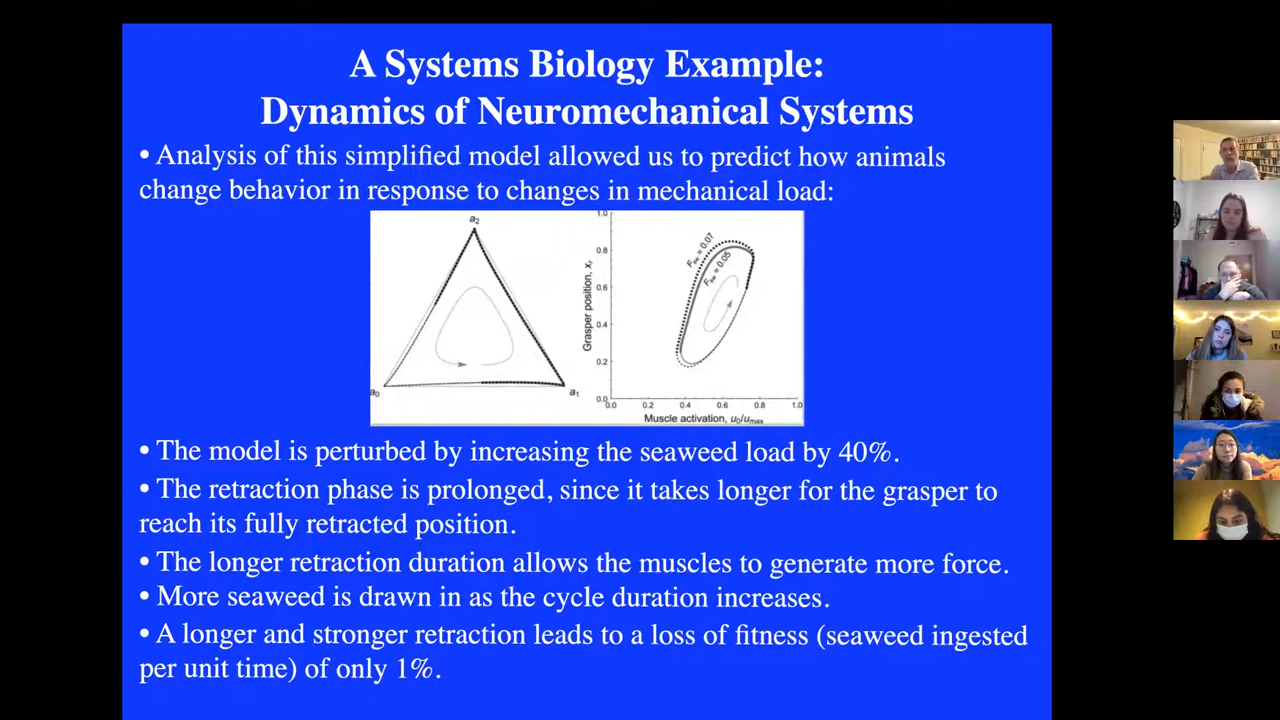 A Systems Biology Example:
Dynamics of Neuromechanical Systems
• Analysis of this simplified model allowed us to predict how animals
change behavior in response to changes in mechanical load:
a2
a0
a1
Grasper position, xr
1.0
0.8
0.6
0.4
0.2
0.0
Fsw = 0.07
Fsw = 0.05
0.0 0.2 0.4 0.6 0.8 1.0
Muscle activation, u0/umax
• The model is perturbed by increasing the seaweed load by 40%.
• The retraction phase is prolonged, since it takes longer for the grasper to
reach its fully retracted position.
• The longer retraction duration allows the muscles to generate more force.
• More seaweed is drawn in as the cycle duration increases.
• A longer and stronger retraction leads to a loss of fitness (seaweed ingested
per unit time) of only 1%.